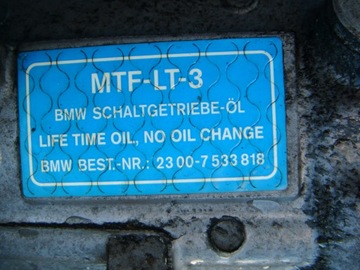 MTF-LT-3
BMW SCHALTGETRIEBE-ÖL
LIFE TIME OIL, NO OIL CHANGE
BMW BEST.-NR.: 23 00-7 533 818